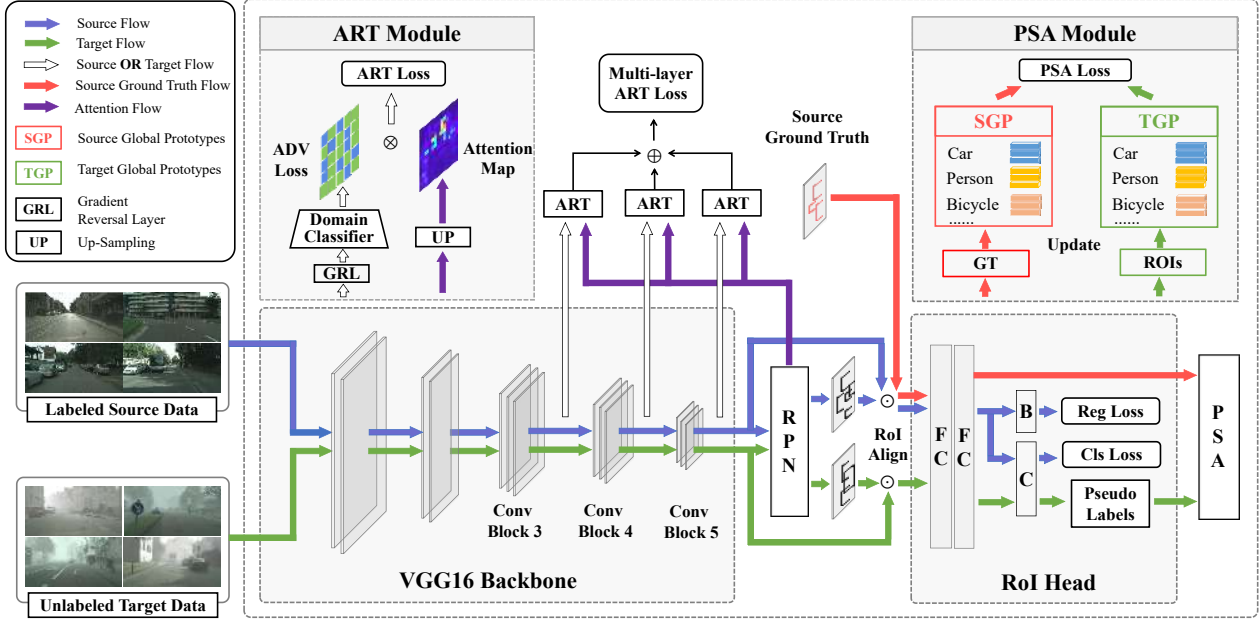 Source Flow
Target Flow
Source OR Target Flow
Source Ground Truth Flow
Attention Flow
SGP
Source Global Prototypes
TGP
Target Global Prototypes
GRL
Gradient
Reversal Layer
UP
Up-Sampling
Labeled Source Data
Unlabeled Target Data
ART Module
ART Loss
ADV
Loss
Attention
Map
Domain
Classifier
UP
GRL
Multi-layer
ART Loss
ART
ART
ART
Source
Ground Truth
PSA Module
PSA Loss
SGP
Car
Person
Bicycle
......
TGP
Car
Person
Bicycle
......
Update
GT
ROIs
Conv
Block 3
Conv
Block 4
Conv
Block 5
VGG16 Backbone
RPN
RoI
Align
FC
FC
B
C
Reg Loss
Cls Loss
Pseudo
Labels
RoI Head
PSA